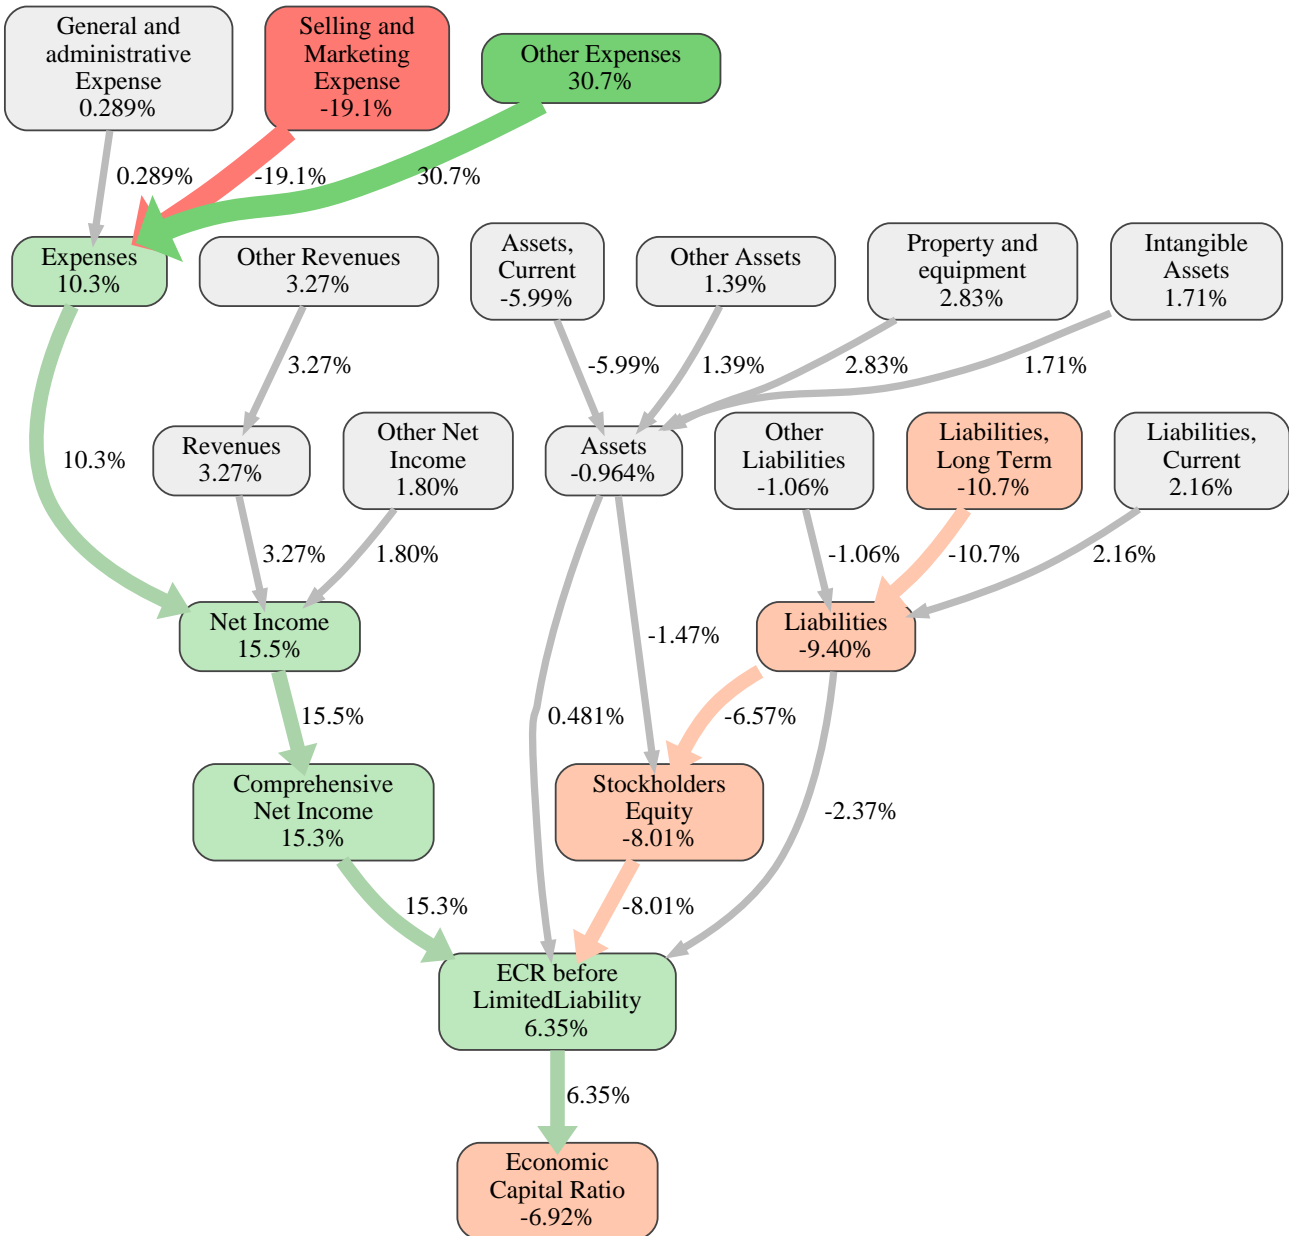 General and
administrative
Expense
0.289%
Selling and
Marketing
Expense
-19.1%
Other Expenses
30.7%
0.289%
-19.1%
30.7%
Expenses
10.3%
Other Revenues
3.27%
Assets,
Current
-5.99%
Other Assets
1.39%
Property and
equipment
2.83%
Intangible
Assets
1.71%
3.27%
-5.99%
1.39%
2.83%
1.71%
10.3%
Revenues
3.27%
Other Net
Income
1.80%
Assets
-0.964%
Other
Liabilities
-1.06%
Liabilities,
Long Term
-10.7%
Liabilities,
Current
2.16%
3.27%
1.80%
-1.06%
-10.7%
2.16%
Net Income
15.5%
-1.47%
Liabilities
-9.40%
15.5%
0.481%
-6.57%
Comprehensive
Net Income
15.3%
Stockholders
Equity
-8.01%
-2.37%
15.3%
-8.01%
ECR before
LimitedLiability
6.35%
6.35%
Economic
Capital Ratio
-6.92%